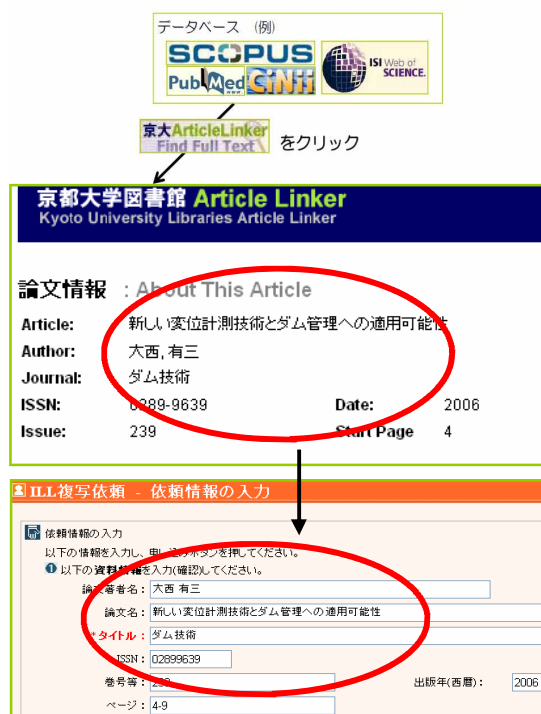 データベース (例)
SCOPUS
ISI Web of SCIENCE.
PubMed CiNii
京大ArticleLinker
Find Full Text
をクリック
京都大学図書館 Article Linker
Kyoto University Libraries Article Linker
論文情報 : About This Article
Article: 新しい変位計測技術とダム管理への適用可能性
Author: 大西, 有三
Journal: ダム技術
ISSN: 0289-9639 Date: 2006
Issue: 239 Start Page 4
ILL複写依頼 - 依頼情報の入力
依頼情報の入力
以下の情報を入力し、申し込みボタンを押してください。
1 以下の資料情報を入力(確認)してください。
論文著者名: 大西 有三
論文名: 新しい変位計測技術とダム管理への適用可能性
*タイトル: ダム技術
ISSN: 02899639
巻号等: 239 出版年(西暦): 2006
ページ: 4-9